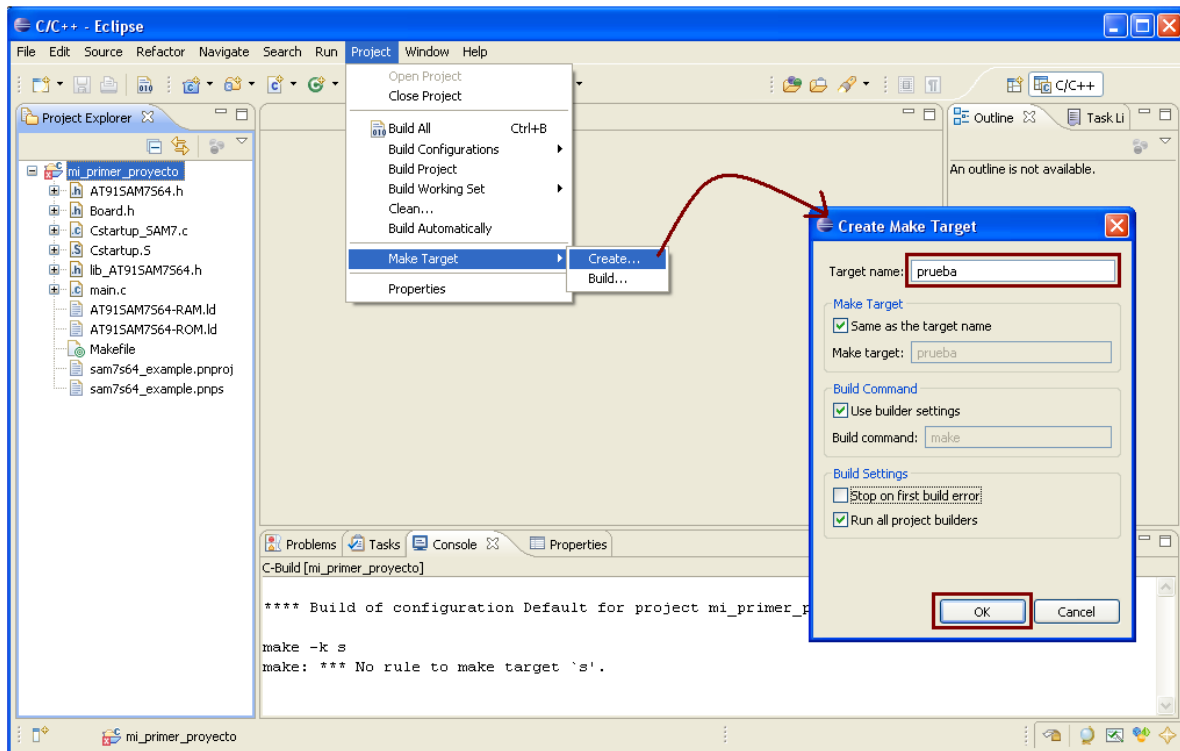 C/C++ - Eclipse
File Edit Source Refactor Navigate Search Run Project Window Help
C/C++
Open Project
Close Project
Build All Ctrl+B
Build Configurations
Build Project
Build Working Set
Clean...
Build Automatically
Make Target
Properties
Create...
Build...
Project Explorer
mi_primer_proyecto
AT91SAM7S64.h
Board.h
Cstartup_SAM7.c
Cstartup.S
lib_AT91SAM7S64.h
main.c
AT91SAM7S64-RAM.ld
AT91SAM7S64-ROM.ld
Makefile
sam7s64_example.pnproj
sam7s64_example.pnps
Outline Task Li
An outline is not available.
Create Make Target
Target name: prueba
Make Target
Same as the target name
Make target: prueba
Build Command
Use builder settings
Build command: make
Build Settings
Stop on first build error
Run all project builders
OK Cancel
Problems Tasks Console Properties
C-Build [mi_primer_proyecto]
**** Build of configuration Default for project mi_primer_p
make -k s
make: *** No rule to make target `s'.
mi_primer_proyecto